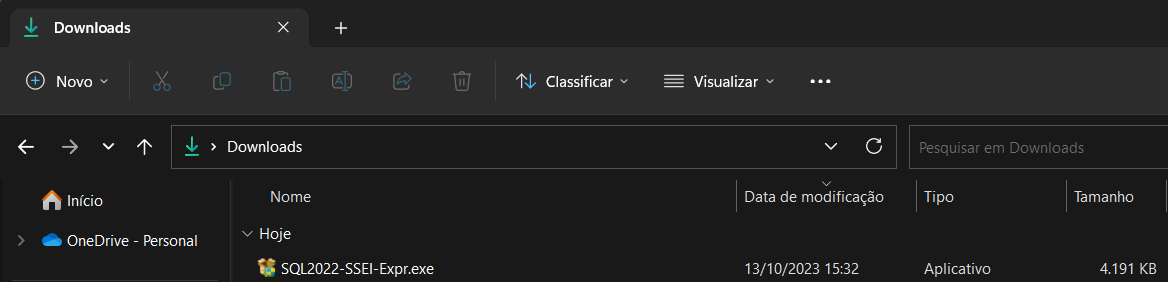 Downloads
Novo
Classificar
Visualizar
Downloads
Pesquisar em Downloads
Início
OneDrive - Personal
Nome Data de modificação Tipo Tamanho
Hoje
SQL2022-SSEI-Expr.exe 13/10/2023 15:32 Aplicativo 4.191 KB